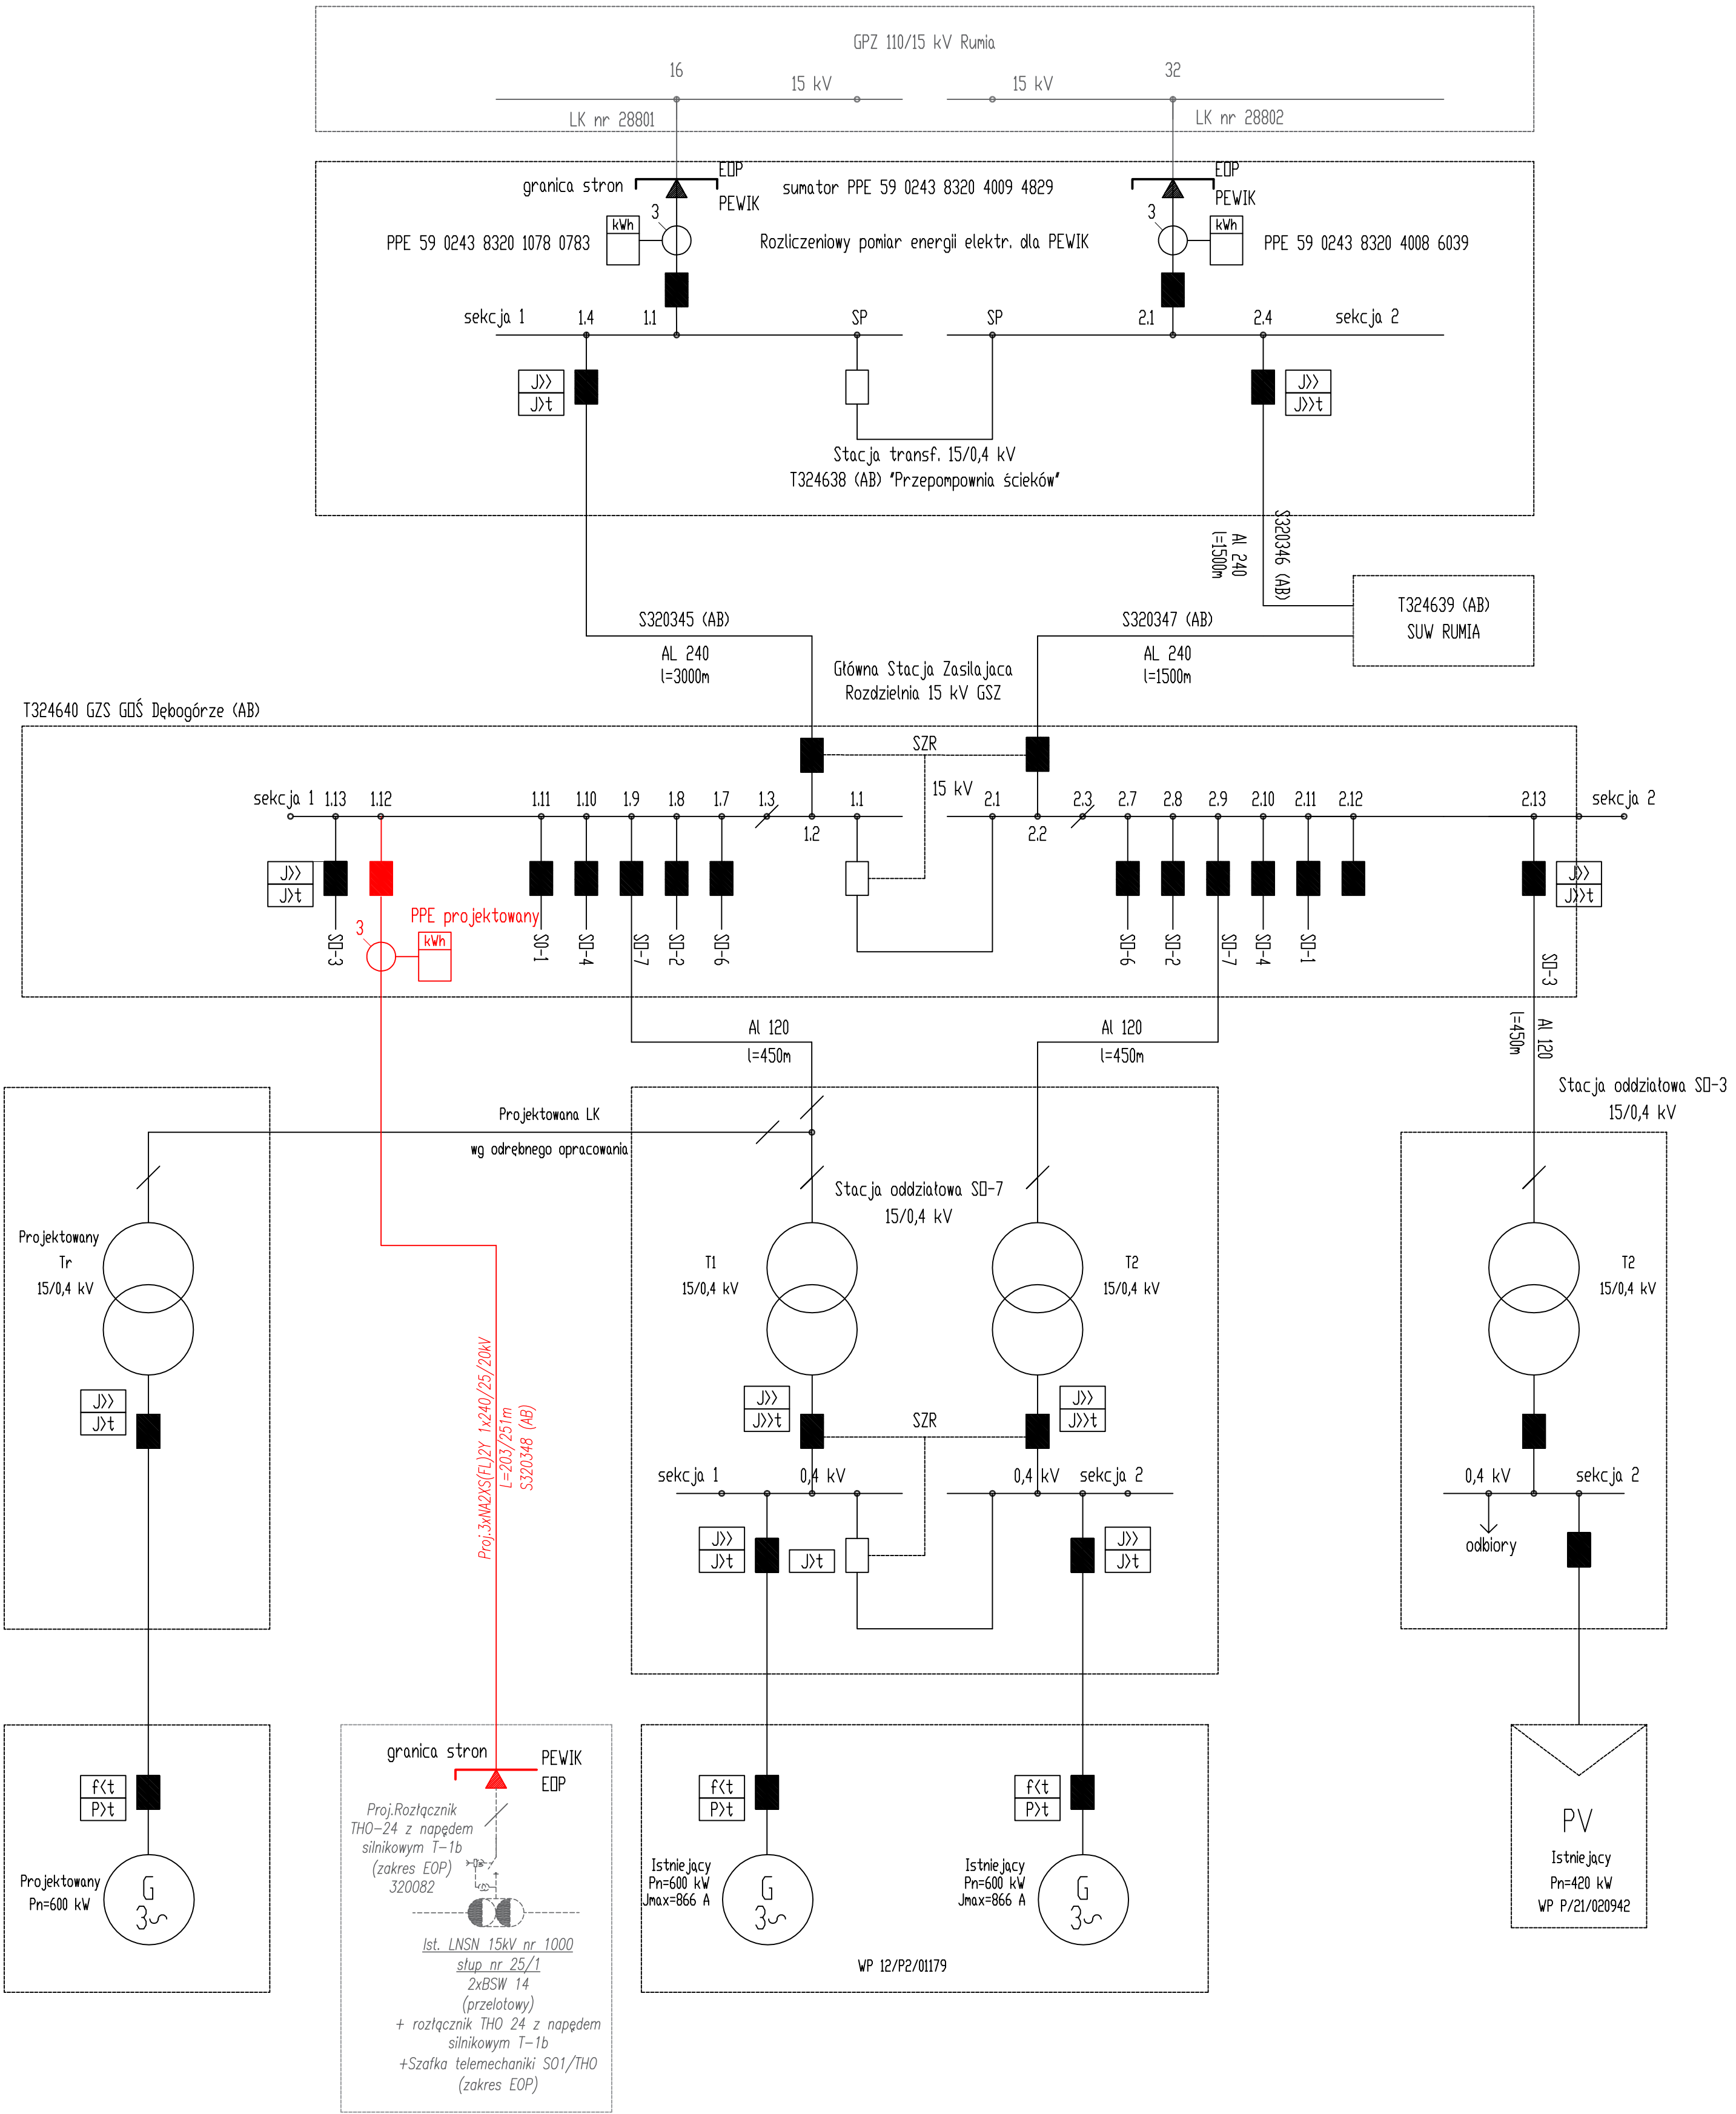 GPZ 110/15 kV Rumia
16
15 kV
15 kV
32
LK nr 28801
LK nr 28802
granica stron
EOP
PEWIK
sumator PPE 59 0243 8320 4009 4829
EOP
PEWIK
3
kWh
PPE 59 0243 8320 1078 0783
Rozliczeniowy pomiar energii elektr. dla PEWIK
3
kWh
PPE 59 0243 8320 4008 6039
sekcja 1
1.4
1.1
SP
SP
2.1
2.4
sekcja 2
J>>
J>t
J>>
J>>t
Stacja transf. 15/0,4 kV
T324638 (AB) "Przepompownia ścieków"
S320346 (AB)
Al 240
l=1500m
T324639 (AB)
SUW RUMIA
S320345 (AB)
AL 240
l=3000m
S320347 (AB)
AL 240
l=1500m
Główna Stacja Zasilajaca
Rozdzielnia 15 kV GSZ
T324640 GZS GOŚ Dębogórze (AB)
SZR
15 kV
sekcja 1
1.13
1.12
1.11
1.10
1.9
1.8
1.7
1.3
1.2
1.1
2.1
2.2
2.3
2.7
2.8
2.9
2.10
2.11
2.12
2.13
sekcja 2
J>>
J>t
J>>
J>>t
PPE projektowany
3
kWh
SO-3
SO-1
SO-4
SO-7
SO-2
SO-6
SO-6
SO-2
SO-7
SO-4
SO-1
SO-3
Al 120
l=450m
Al 120
l=450m
Al 120
l=450m
Stacja oddziałowa SO-3
15/0,4 kV
Projektowana LK
wg odrębnego opracowania
Stacja oddziałowa SO-7
15/0,4 kV
Projektowany
Tr
15/0,4 kV
T1
15/0,4 kV
T2
15/0,4 kV
T2
15/0,4 kV
J>>
J>t
J>>
J>>t
J>>
J>>t
SZR
Proj.3xNA2XS(FL)2Y 1x240/25/20kV
L=203/251m
S320348 (AB)
sekcja 1
0,4 kV
0,4 kV
sekcja 2
0,4 kV
sekcja 2
J>>
J>t
J>t
J>>
J>t
odbiory
granica stron
PEWIK
EOP
f<t
P>t
f<t
P>t
f<t
P>t
Proj.Rozłącznik
THO-24 z napędem
silnikowym T-1b
(zakres EOP)
320082
Projektowany
Pn=600 kW
G
3~
Istniejący
Pn=600 kW
Jmax=866 A
G
3~
Istniejący
Pn=600 kW
Jmax=866 A
G
3~
PV
Istniejący
Pn=420 kW
WP P/21/020942
WP 12/P2/01179
Ist. LNSN 15kV nr 1000
słup nr 25/1
2xBSW 14
(przelotowy)
+ rozłącznik THO 24 z napędem
silnikowym T-1b
+Szafka telemechaniki SO1/THO
(zakres EOP)